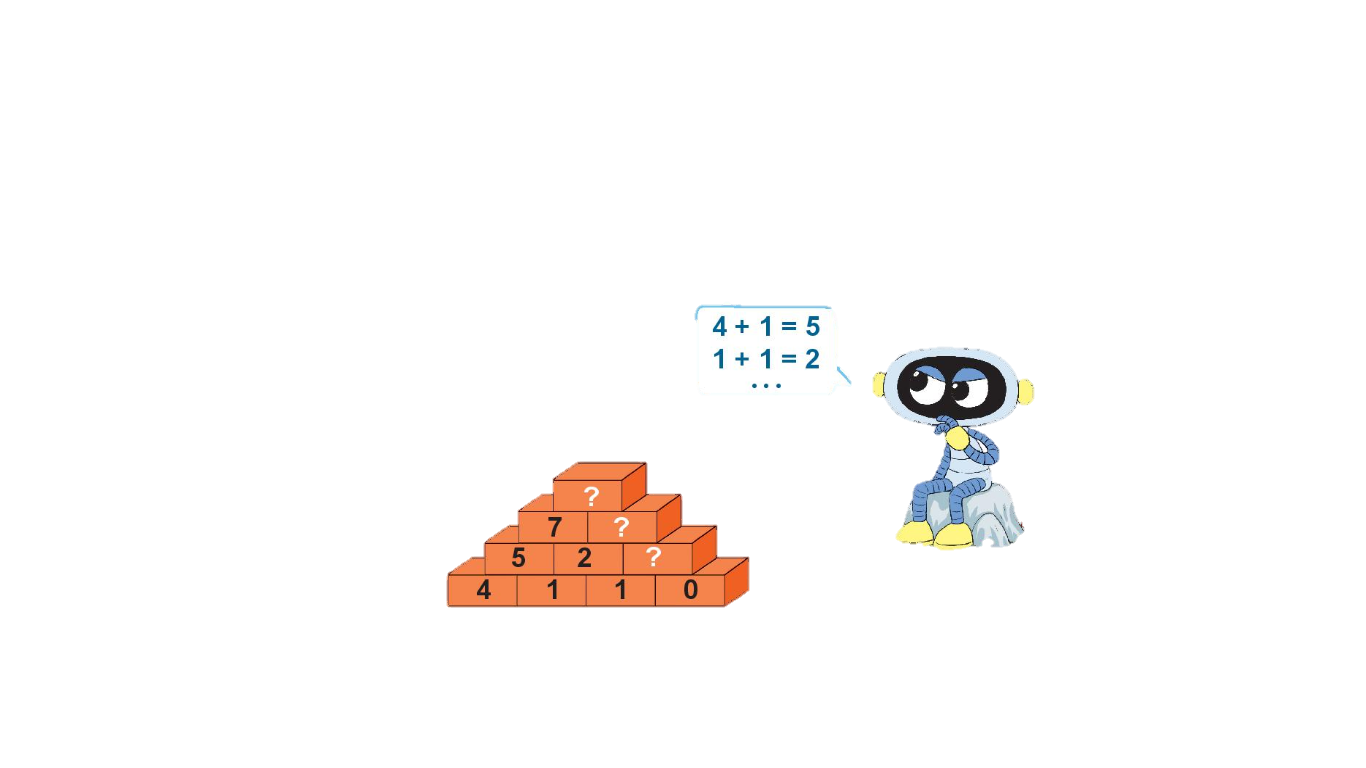 4 + 1 = 5
1 + 1 = 2
...
?
7 ?
5 2 ?
4 1 1 0